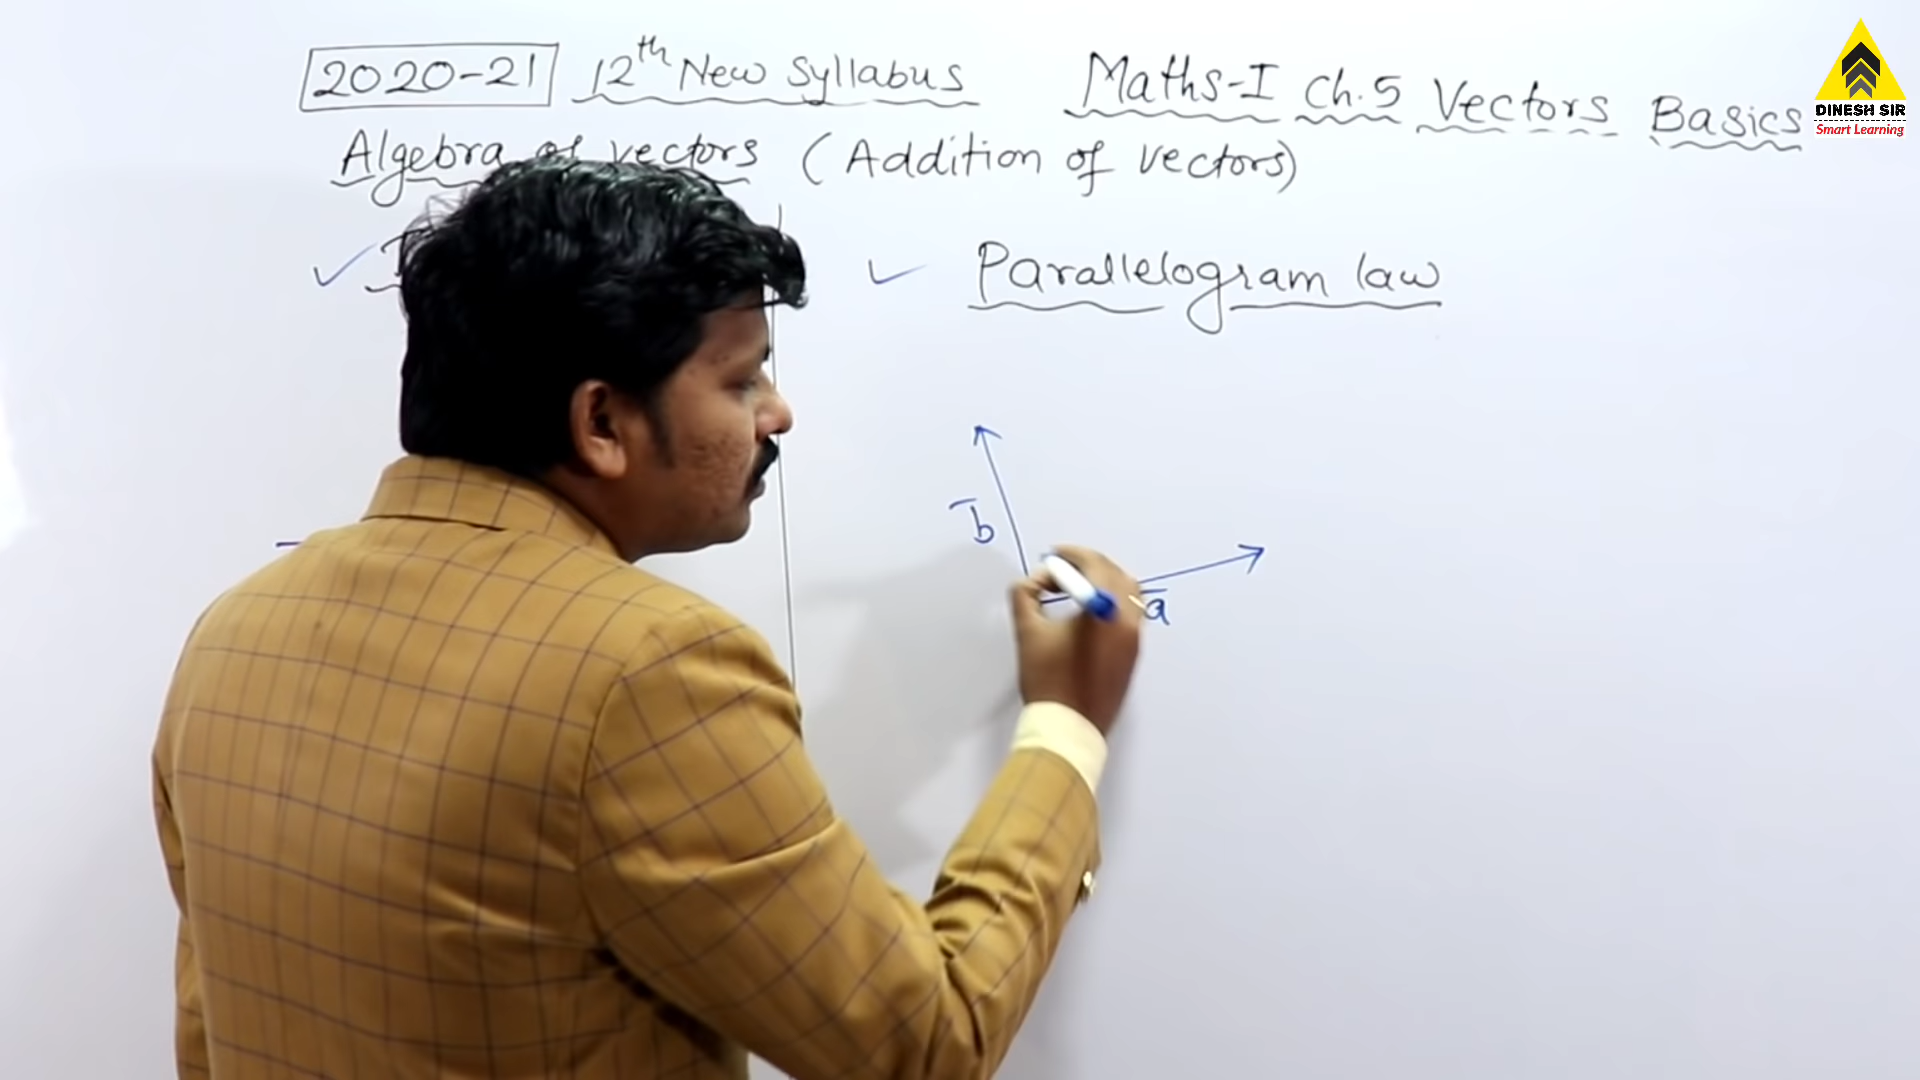 2020-21 12th New Syllabus Maths-I Ch.5 Vectors Basics
DINESH SIR
Smart Learning
Algebra of vectors (Addition of vectors)
Parallelogram law
b
a